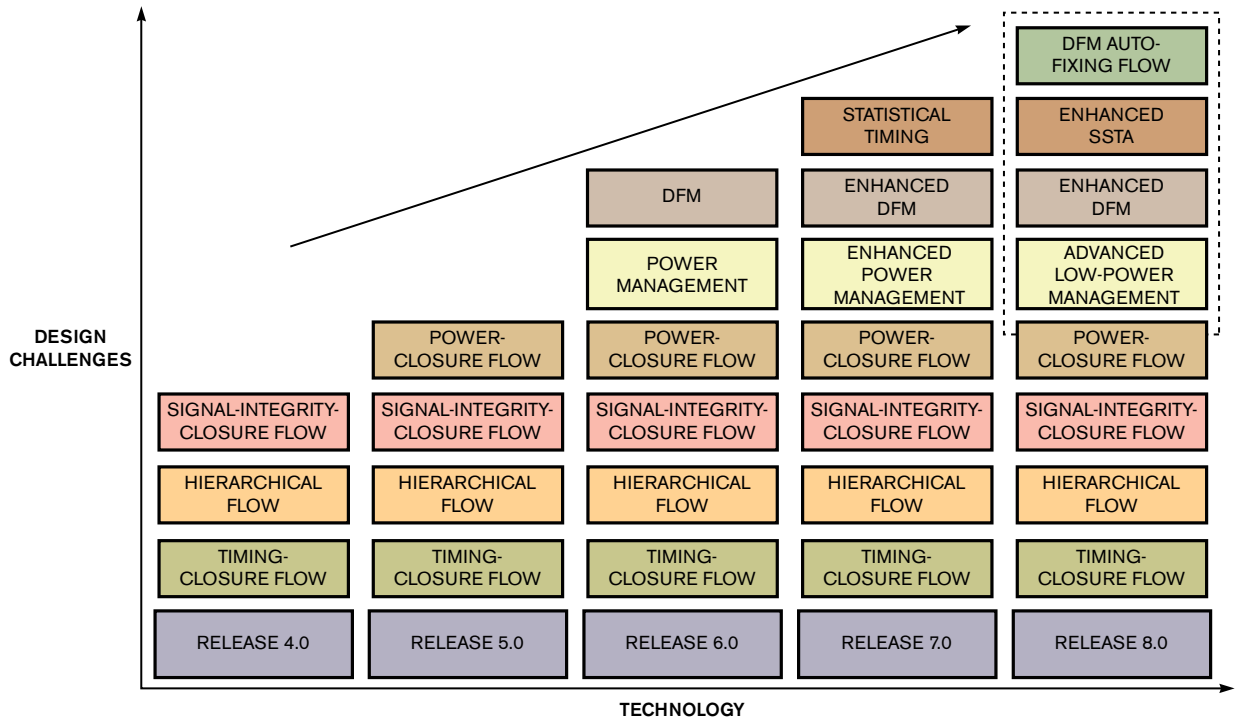 DFM AUTO-
FIXING FLOW
STATISTICAL
TIMING
ENHANCED
SSTA
DFM
ENHANCED
DFM
ENHANCED
DFM
POWER
MANAGEMENT
ENHANCED
POWER
MANAGEMENT
ADVANCED
LOW-POWER
MANAGEMENT
DESIGN
CHALLENGES
POWER-
CLOSURE FLOW
POWER-
CLOSURE FLOW
POWER-
CLOSURE FLOW
POWER-
CLOSURE FLOW
SIGNAL-INTEGRITY-
CLOSURE FLOW
SIGNAL-INTEGRITY-
CLOSURE FLOW
SIGNAL-INTEGRITY-
CLOSURE FLOW
SIGNAL-INTEGRITY-
CLOSURE FLOW
SIGNAL-INTEGRITY-
CLOSURE FLOW
HIERARCHICAL
FLOW
HIERARCHICAL
FLOW
HIERARCHICAL
FLOW
HIERARCHICAL
FLOW
HIERARCHICAL
FLOW
TIMING-
CLOSURE FLOW
TIMING-
CLOSURE FLOW
TIMING-
CLOSURE FLOW
TIMING-
CLOSURE FLOW
TIMING-
CLOSURE FLOW
RELEASE 4.0
RELEASE 5.0
RELEASE 6.0
RELEASE 7.0
RELEASE 8.0
TECHNOLOGY